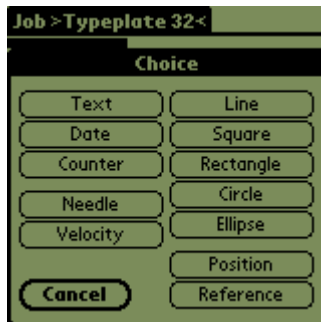 Job >Typeplate 32<
Choice
Text
Line
Date
Square
Counter
Rectangle
Needle
Circle
Velocity
Ellipse
Position
Cancel
Reference